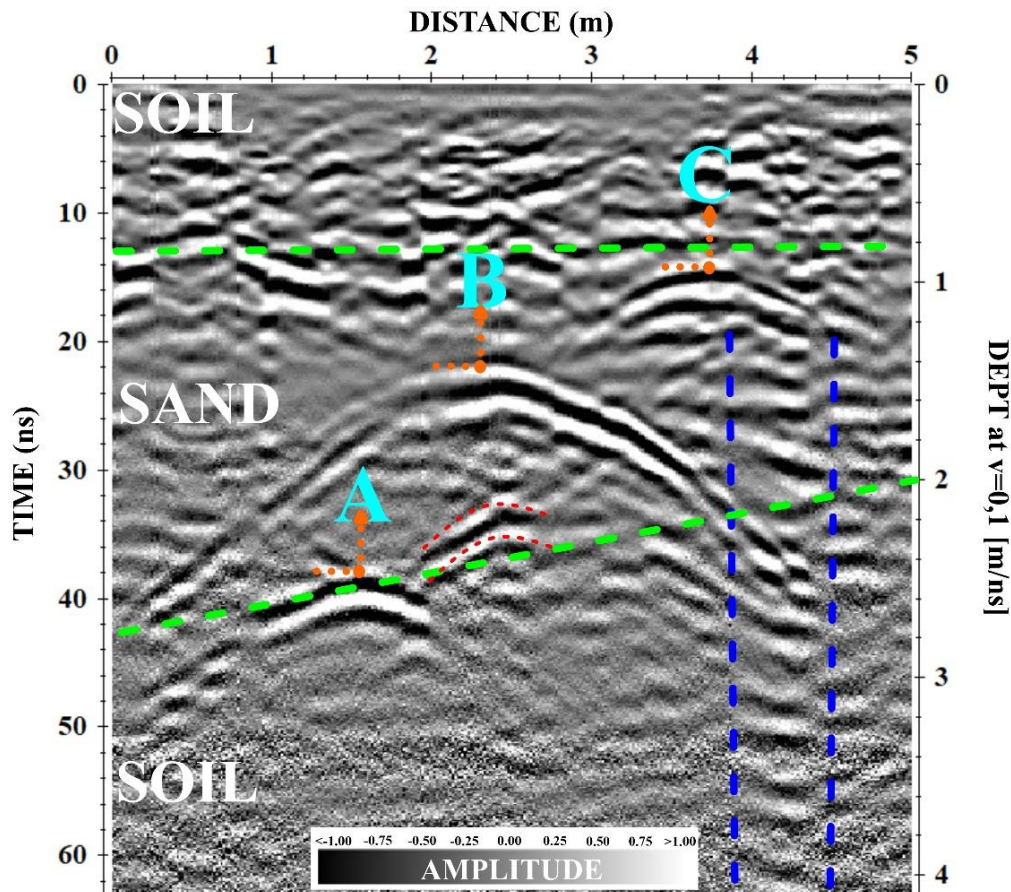 DISTANCE (m)
0 1 2 3 4 5
0 0
SOIL
C
10
1
B
20
DEPT at v=0,1 [m/ns]
SAND
TIME (ns)
30
2
A
40
3
50
SOIL
<-1.00 -0.75 -0.50 -0.25 0.00 0.25 0.50 0.75 >1.00
AMPLITUDE
60
4